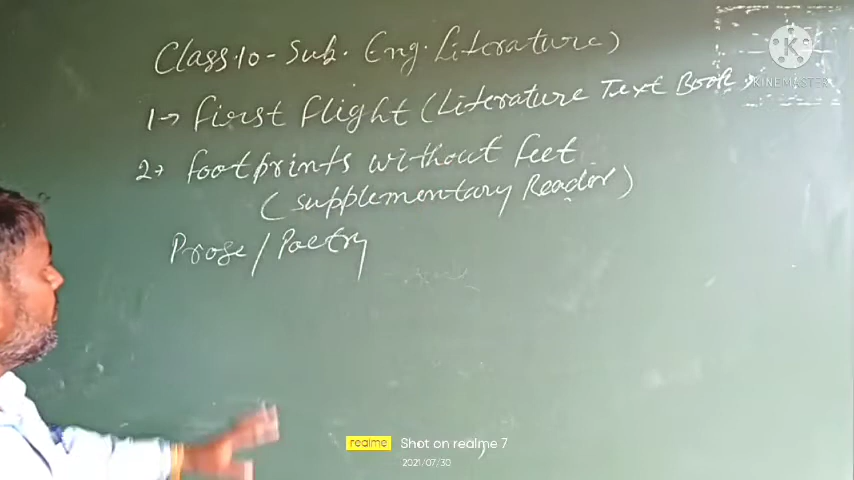 Class.10 - Sub. Eng. Literature)
1→ First flight (Literature Text Book)
2→ footprints without feet
(supplementary Reader)
Prose/Poetry
K
KINEMASTER
realme Shot on realme 7
2021/07/30